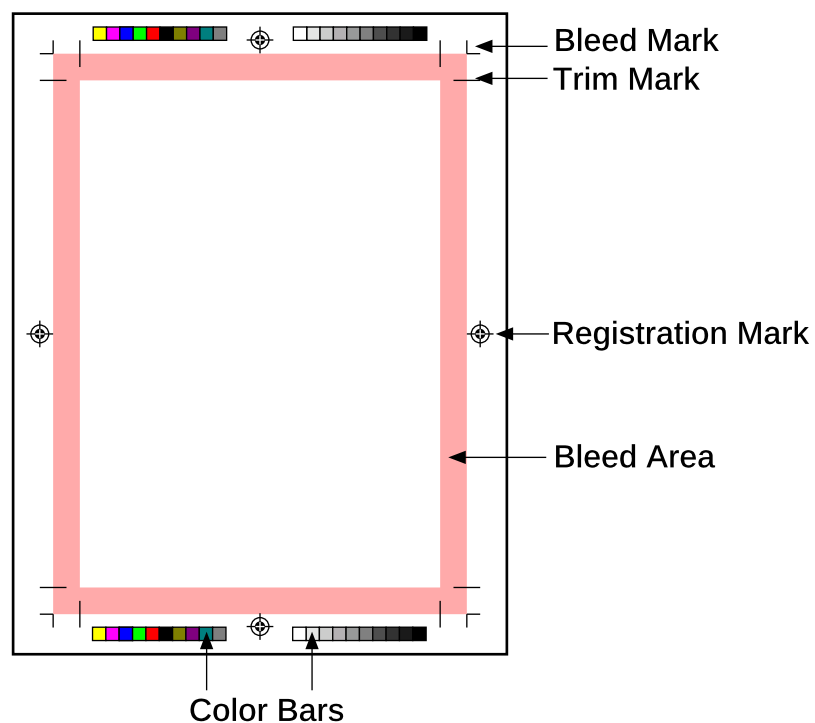 Bleed Mark
Trim Mark
Registration Mark
Bleed Area
Color Bars